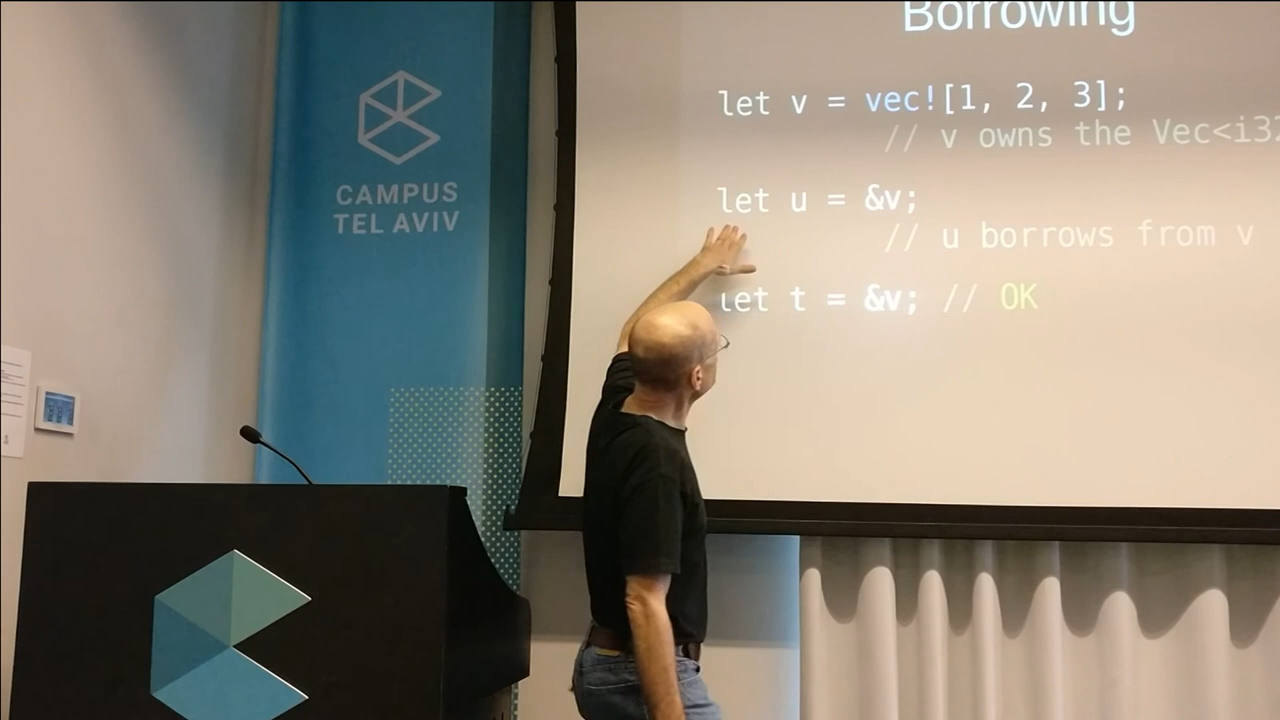 CAMPUS
TEL AVIV
Borrowing
let v = vec![1, 2, 3];
// v owns the Vec<i32
let u = &v;
// u borrows from v
let t = &v; // OK